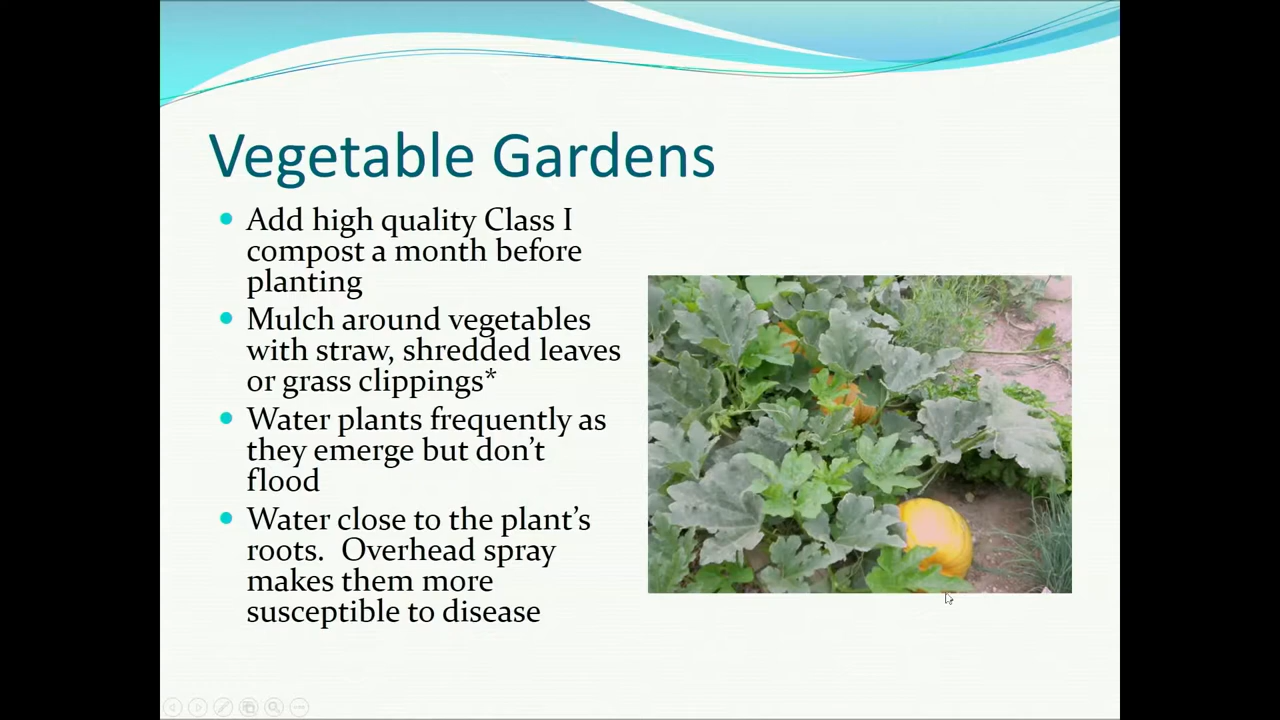 Vegetable Gardens
Add high quality Class I
compost a month before
planting
Mulch around vegetables
with straw, shredded leaves
or grass clippings*
Water plants frequently as
they emerge but don’t
flood
Water close to the plant’s
roots.  Overhead spray
makes them more
susceptible to disease